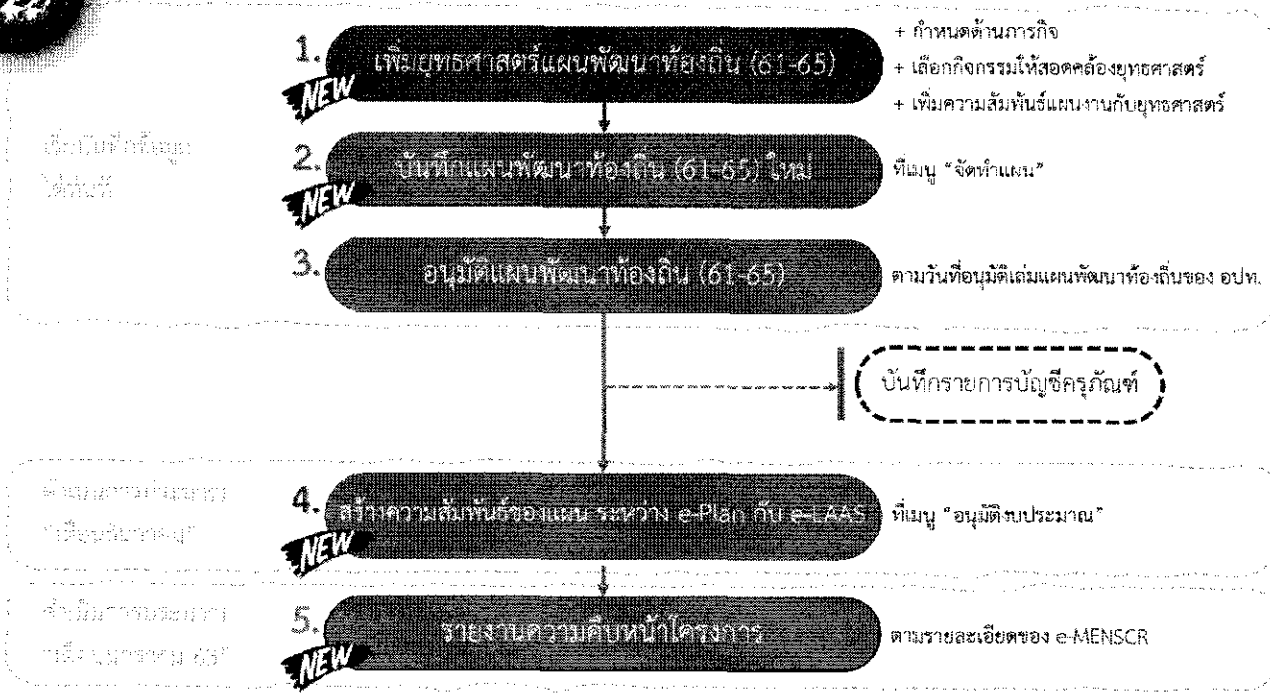 1. เพิ่มยุทธศาสตร์แผนพัฒนาท้องถิ่น (61-65)
NEW
+ กำหนดด้านภารกิจ
+ เลือกกิจกรรมให้สอดคล้องยุทธศาสตร์
+ เพิ่มความสัมพันธ์แผนงานกับยุทธศาสตร์
ได้ทันที
2. บันทึกแผนพัฒนาท้องถิ่น (61-65) ใหม่
NEW
ที่เมนู "จัดทำแผน"
3. อนุมัติแผนพัฒนาท้องถิ่น (61-65)
ตามวันที่อนุมัติเล่มแผนพัฒนาท้องถิ่นของ อปท.
บันทึกรายการบัญชีครุภัณฑ์
4. สร้างความสัมพันธ์ของแผน ระหว่าง e-Plan กับ e-LAAS
NEW
ที่เมนู "อนุมัติงบประมาณ"
5. รายงานความคืบหน้าโครงการ
NEW
ตามรายละเอียดของ e-MENSCR